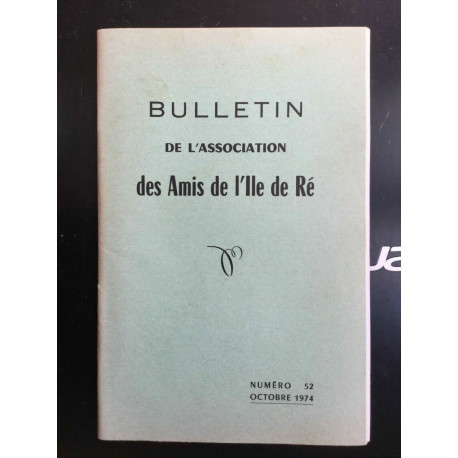 BULLETIN
DE L'ASSOCIATION
des Amis de l'Ile de Ré
NUMÉRO 52
OCTOBRE 1974